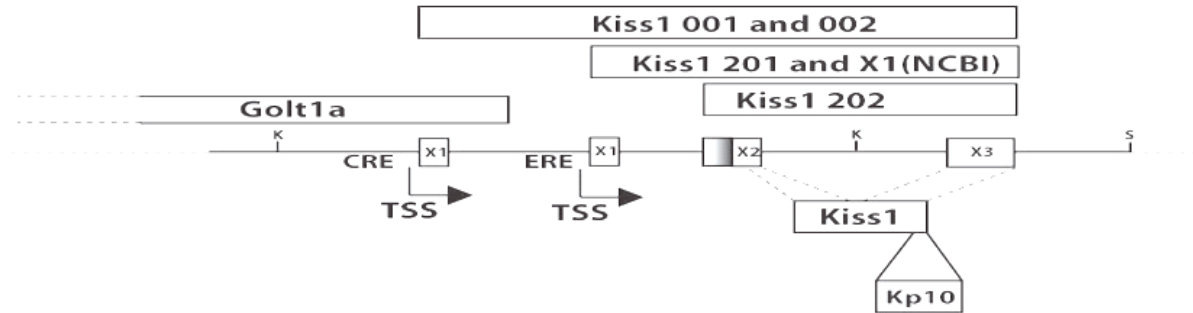 Kiss1 001 and 002
Kiss1 201 and X1(NCBI)
Kiss1 202
Golt1a
K
K
S
CRE
X1
ERE
X1
X2
X3
TSS
TSS
Kiss1
Kp10